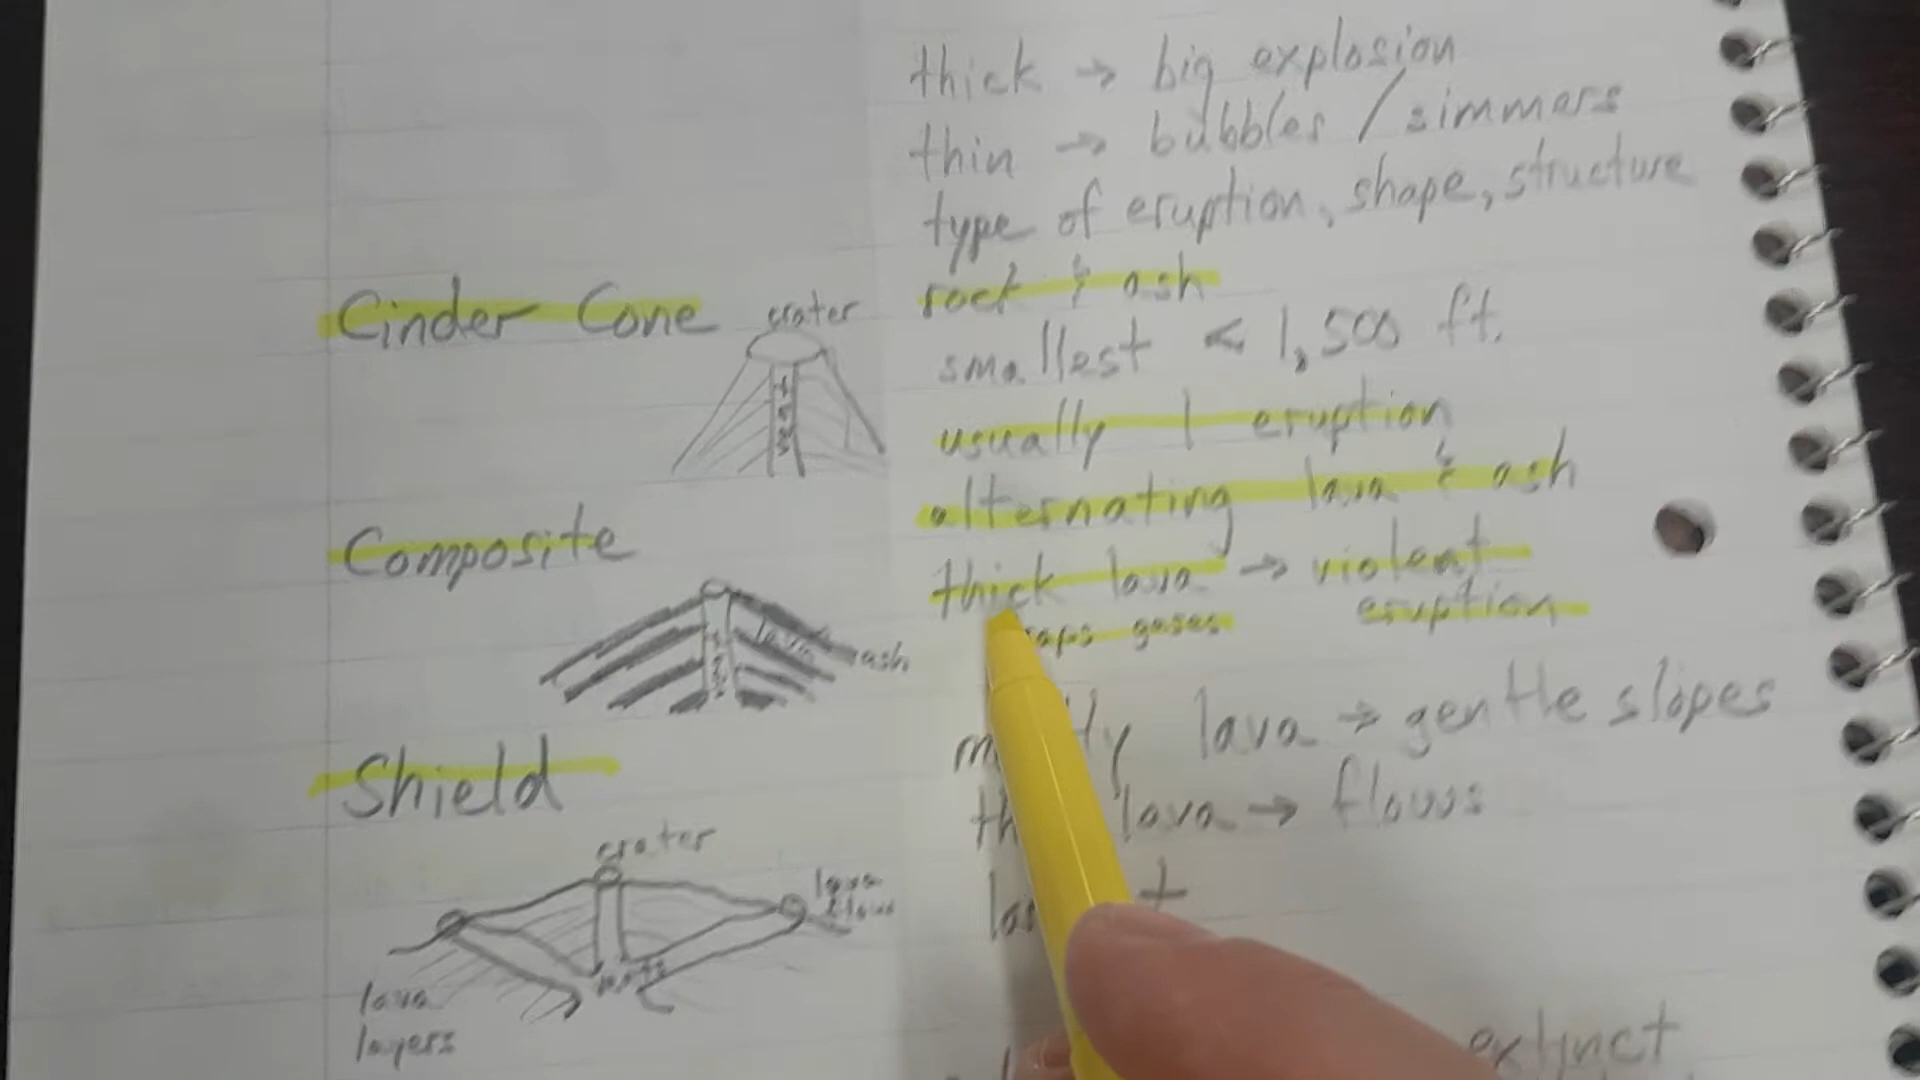 thick → big explosion
thin → bubbles / simmers
type of eruption, shape, structure
Cinder Cone
crater
rock & ash
smallest < 1,500 ft.
usually 1 eruption
Composite
lava
ash
alternating lava & ash
thick lava → violent
gases eruption
Shield
crater
lava
lava
layers
lava → gentle slopes
lava → flows
extinct